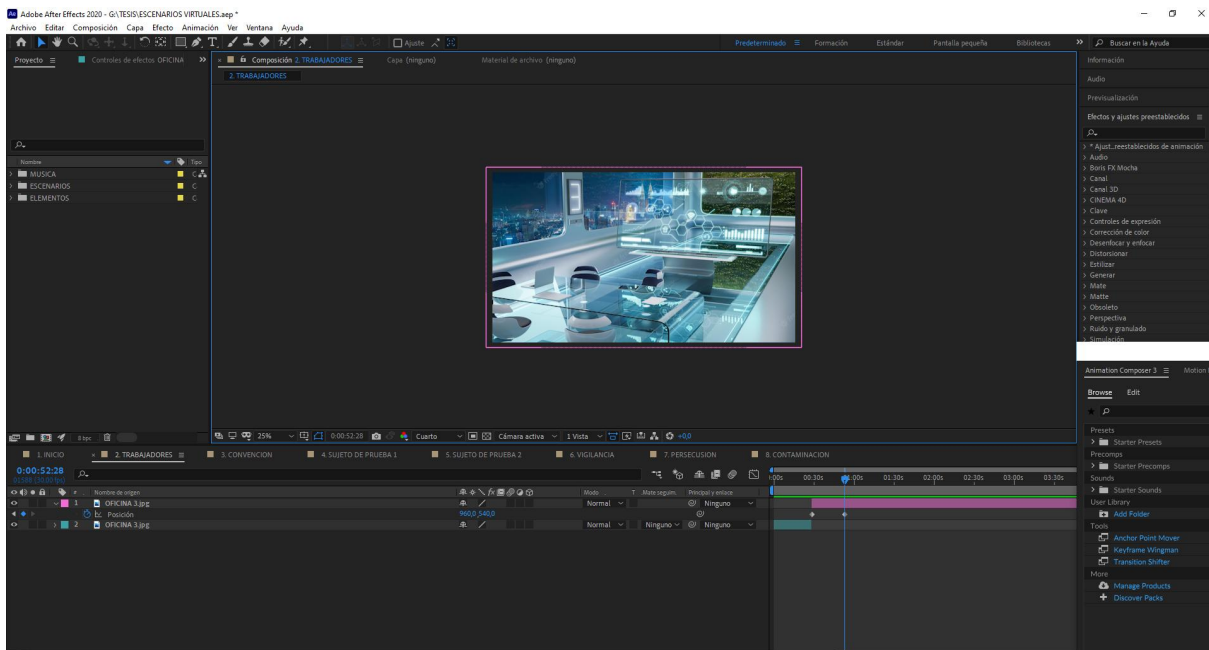 Adobe After Effects 2020 - G:\TESIS\ESCENARIOS VIRTUALES.aep *
Archivo Editar Composición Capa Efecto Animación Ver Ventana Ayuda
Ajuste
Predeterminado Formación Estándar Pantalla pequeña Bibliotecas
Buscar en la Ayuda
Proyecto
Controles de efectos OFICINA
Composición 2. TRABAJADORES
Capa (ninguno)
Material de archivo (ninguno)
2. TRABAJADORES
Nombre Tipo
MUSICA C
ESCENARIOS C
ELEMENTOS C
8 bpc
25% 0:00:52:28 Cuarto Cámara activa 1 Vista +0,0
Información
Audio
Previsualización
Efectos y ajustes preestablecidos
* Ajust...reestablecidos de animación
Audio
Boris FX Mocha
Canal
Canal 3D
CINEMA 4D
Clave
Controles de expresión
Corrección de color
Desenfocar y enfocar
Distorsionar
Estilizar
Generar
Mate
Matte
Obsoleto
Perspectiva
Ruido y granulado
Simulación
Animation Composer 3 Motion
Browse Edit
Presets
Starter Presets
Precomps
Starter Precomps
Sounds
Starter Sounds
User Library
Add Folder
Tools
Anchor Point Mover
Keyframe Wingman
Transition Shifter
More
Manage Products
Discover Packs
1. INICIO 2. TRABAJADORES 3. CONVENCION 4. SUJETO DE PRUEBA 1 5. SUJETO DE PRUEBA 2 6. VIGILANCIA 7. PERSECUSION 8. CONTAMINACION
0:00:52:28
01588 (30.00 fps)
00:30s 01:30s 02:00s 02:30s 03:00s 03:30s
# Nombre de origen Modo T Mate seguim. Principal y enlace
1 OFICINA 3.jpg Normal Ninguno
Posición 960,0 ,540,0
2 OFICINA 3.jpg Normal Ninguno Ninguno